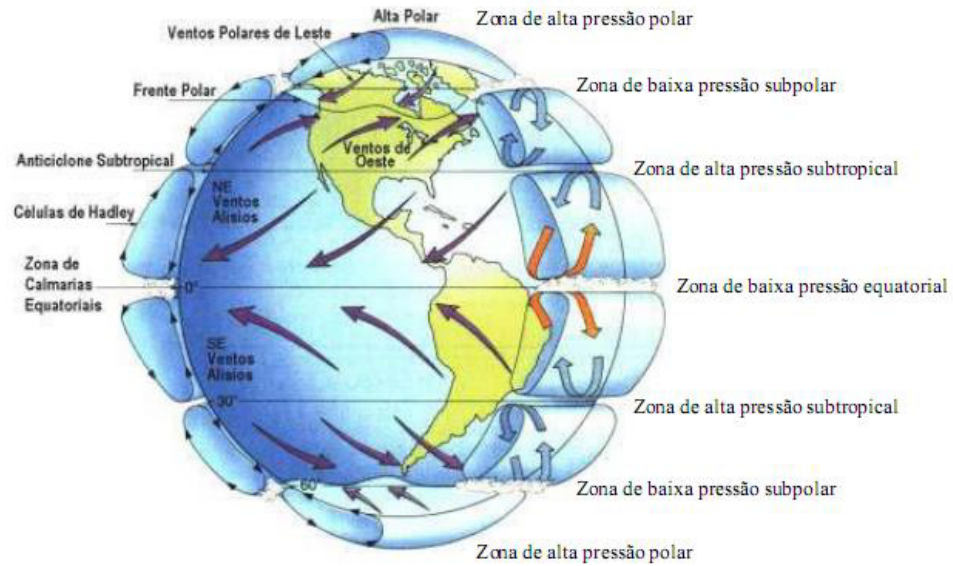 Alta Polar
Zona de alta pressão polar
Ventos Polares de Leste
Frente Polar
Zona de baixa pressão subpolar
Ventos de
Oeste
Anticiclone Subtropical
Zona de alta pressão subtropical
NE
Ventos
Alísios
Células de Hadley
Zona de
Calmarias
Equatoriais
0°
Zona de baixa pressão equatorial
SE
Ventos
Alísios
30°
Zona de alta pressão subtropical
60°
Zona de baixa pressão subpolar
Zona de alta pressão polar